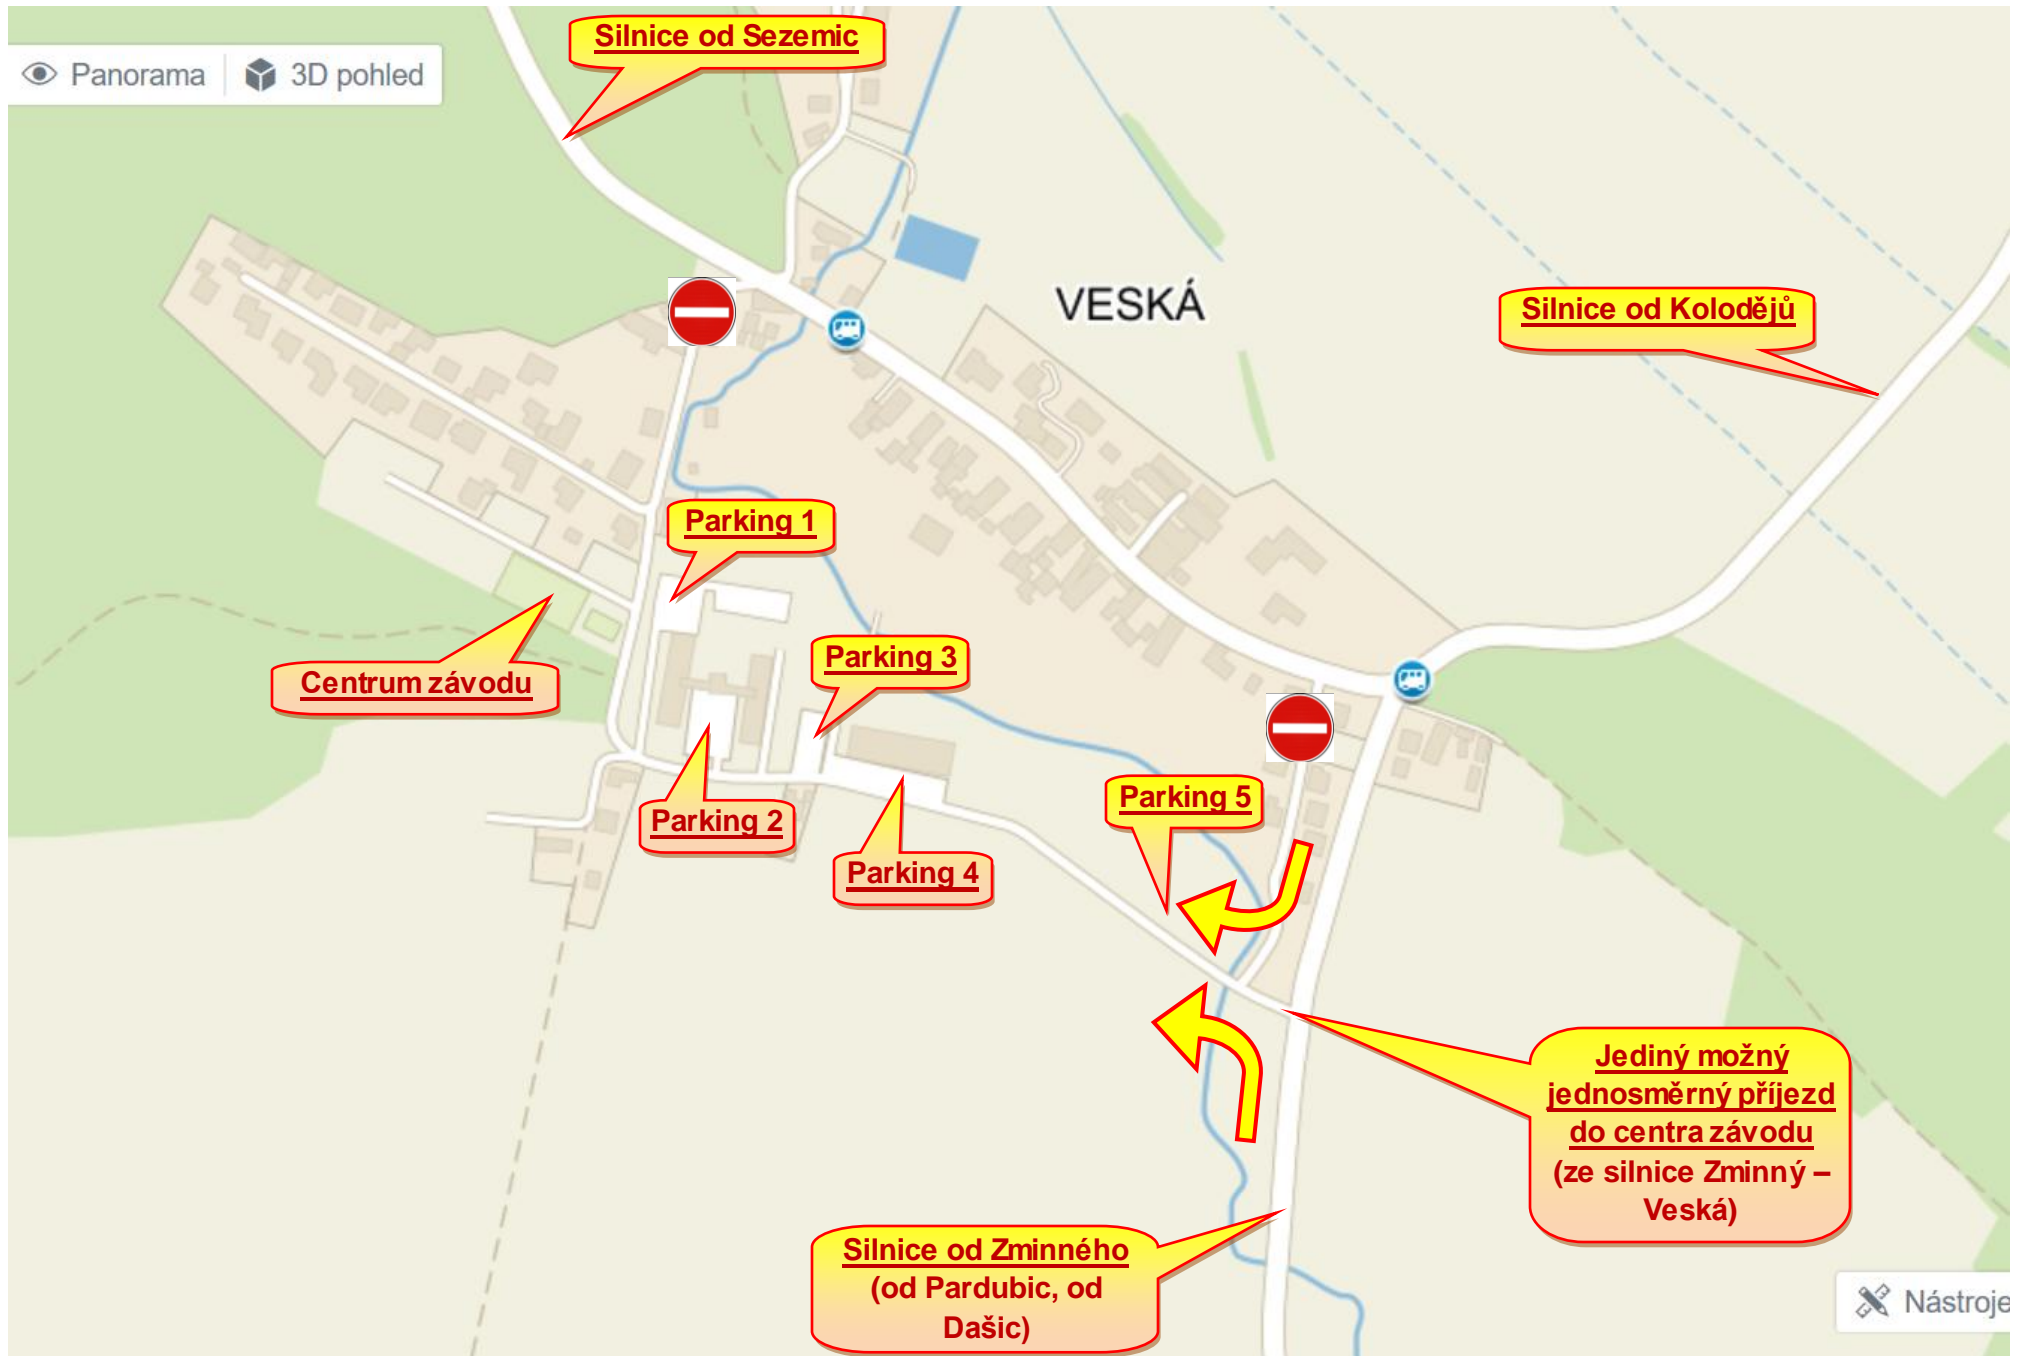 Silnice od Sezemic
Panorama
3D pohled
VESKÁ
Silnice od Kolodějů
Parking 1
Centrum závodu
Parking 3
Parking 2
Parking 4
Parking 5
Jediný možný
jednosměrný příjezd
do centra závodu
(ze silnice Zminný –
Veská)
Silnice od Zminného
(od Pardubic, od
Dašic)
Nástroje